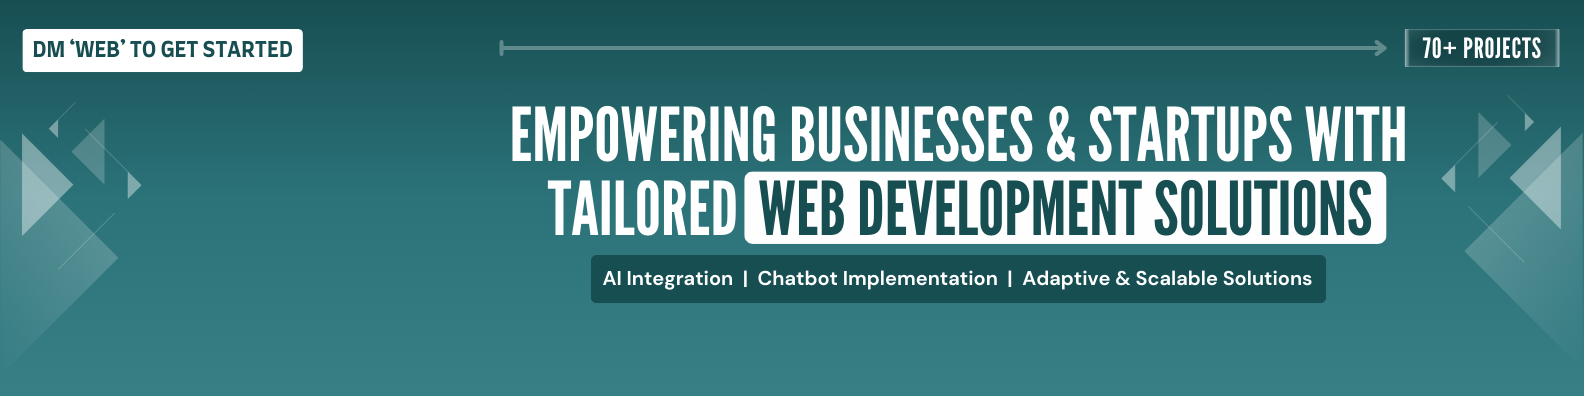 DM ‘WEB’ TO GET STARTED
70+ PROJECTS
EMPOWERING BUSINESSES & STARTUPS WITH
TAILORED WEB DEVELOPMENT SOLUTIONS
AI Integration | Chatbot Implementation | Adaptive & Scalable Solutions